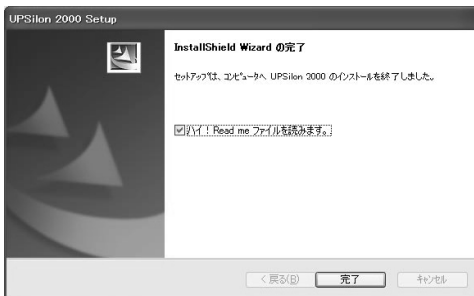 UPSilon 2000 Setup
InstallShield Wizard の完了
セットアップは、コンピュータへ UPSilon 2000 のインストールを終了しました。
ハイ！Read me ファイルを読みます。
< 戻る(B)
完了
キャンセル